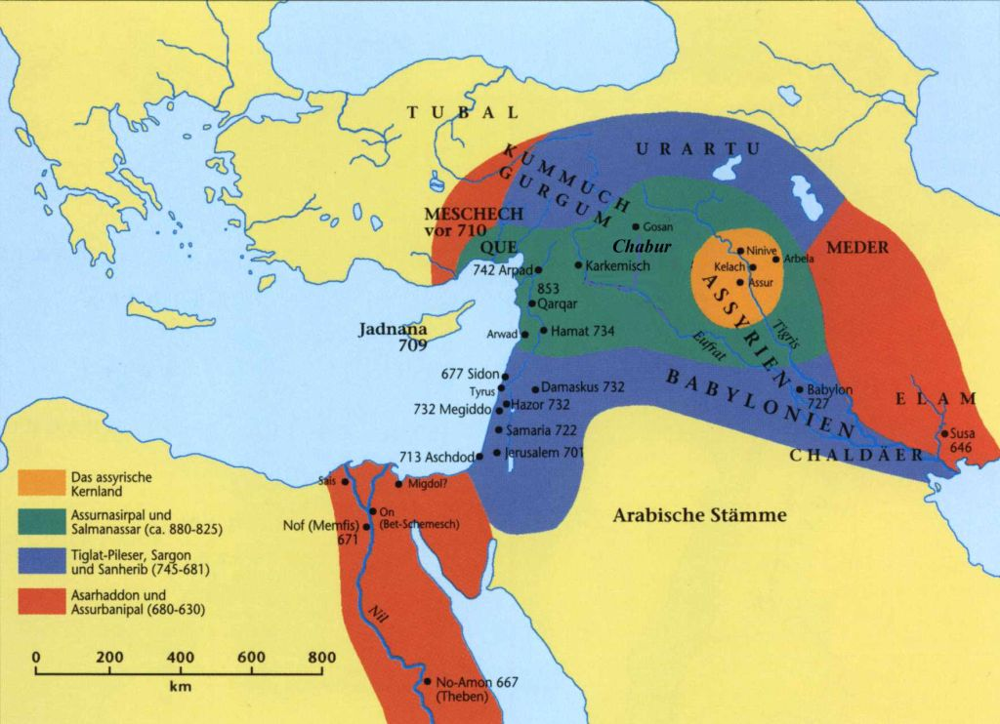 TUBAL
URARTU
KUMMUCH
GURGUM
MESCHECH
vor 710
QUE
Gosan
Chabur
MEDER
Ninive
Arbela
Kelach
Assur
ASSYRIEN
742 Arpad
Karkemisch
853
Qarqar
Jadnana
709
Arwad
Hamat 734
Tigris
Eufrat
677 Sidon
Tyrus
Damaskus 732
732 Megiddo
Hazor 732
BABYLONIEN
Babylon
727
ELAM
Samaria 722
Susa
646
713 Aschdod
Jerusalem 701
CHALDÄER
Sais
Migdol?
On
(Bet-Schemesch)
Nof (Memfis)
671
Arabische Stämme
Nil
No-Amon 667
(Theben)
Das assyrische
Kernland
Assurnasirpal und
Salmanassar (ca. 880-825)
Tiglat-Pileser, Sargon
und Sanherib (745-681)
Asarhaddon und
Assurbanipal (680-630)
0 200 400 600 800
km